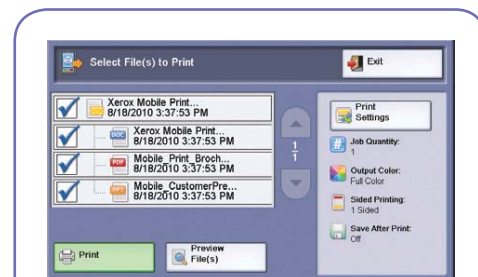 Select File(s) to Print
Exit
Xerox Mobile Print...
8/18/2010 3:37:53 PM
DOC
Xerox Mobile Print...
8/18/2010 3:37:53 PM
PDF
Mobile_Print_Broch...
8/18/2010 3:37:53 PM
PPT
Mobile_CustomerPre...
8/18/2010 3:37:53 PM
1
1
Print
Settings
#
Job Quantity:
1
Output Color:
Full Color
Sided Printing:
1 Sided
Save After Print:
Off
Print
Preview
File(s)